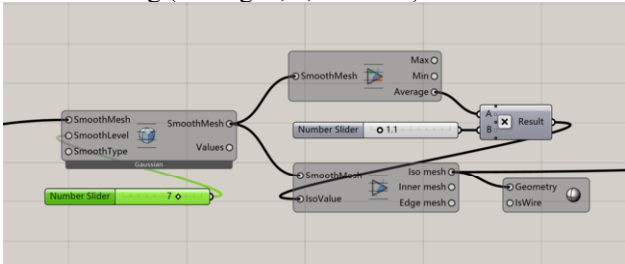 SmoothMesh
SmoothLevel
SmoothType
SmoothMesh
Values
Gaussian
Number Slider
7
SmoothMesh
Max
Min
Average
Number Slider
1.1
A
B
Result
SmoothMesh
IsoValue
Iso mesh
Inner mesh
Edge mesh
Geometry
IsWire